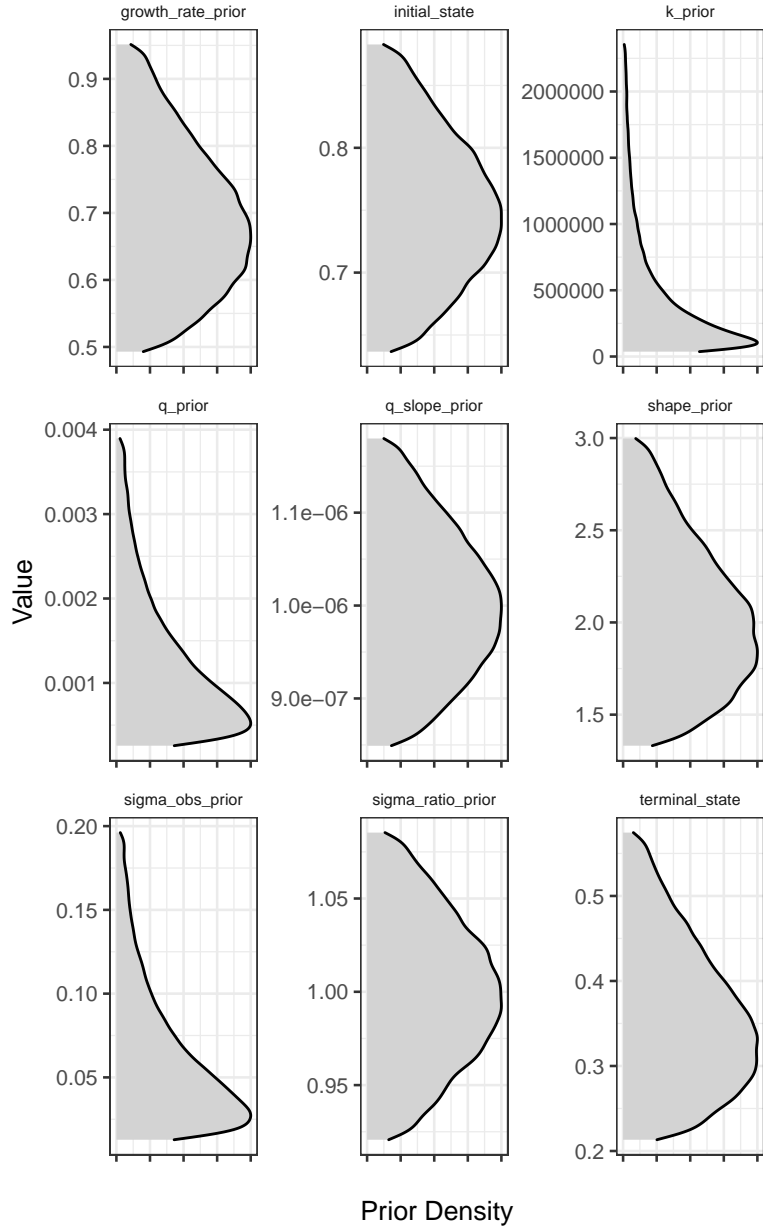 growth_rate_prior
initial_state
k_prior
0.9
0.8
0.7
0.6
0.5
0.8
0.7
2000000
1500000
1000000
500000
0
q_prior
q_slope_prior
shape_prior
0.004
0.003
0.002
0.001
1.1e-06
1.0e-06
9.0e-07
3.0
2.5
2.0
1.5
sigma_obs_prior
sigma_ratio_prior
terminal_state
0.20
0.15
0.10
0.05
1.05
1.00
0.95
0.5
0.4
0.3
0.2
Value
Prior Density